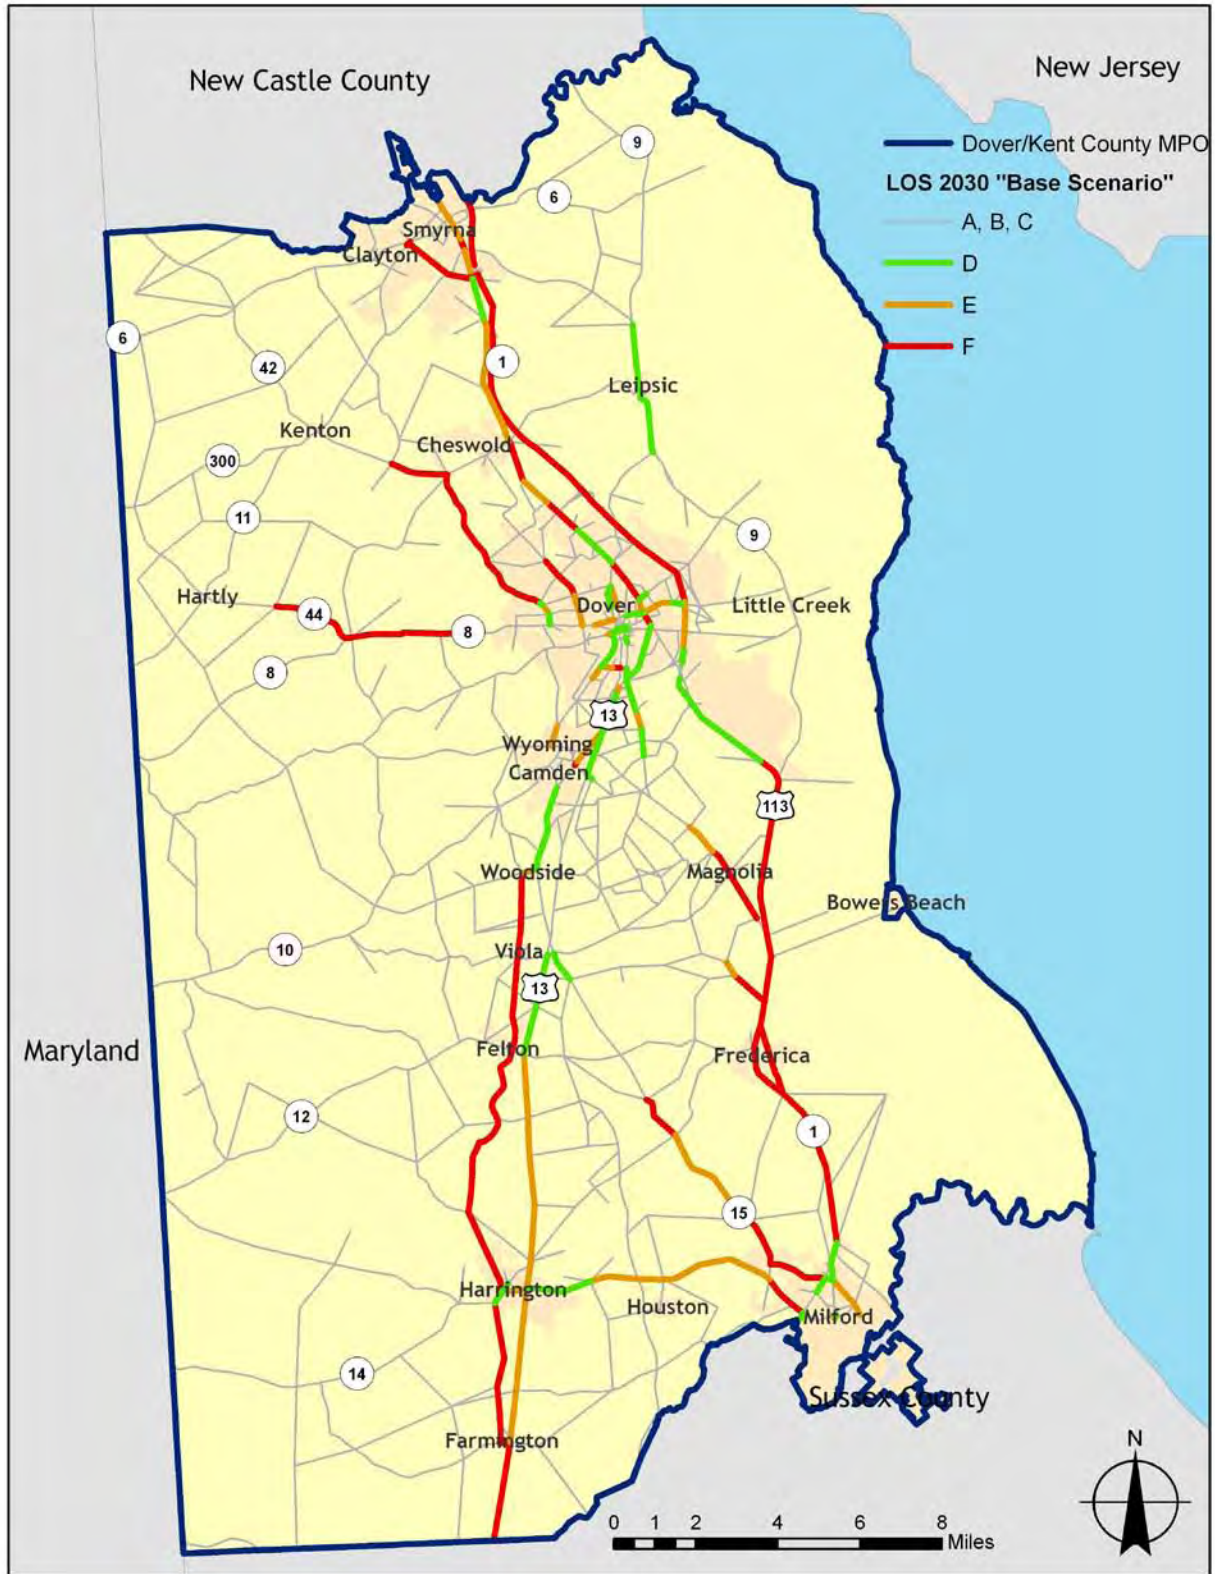 New Castle County
New Jersey
Dover/Kent County MPO
LOS 2030 "Base Scenario"
A, B, C
D
E
F
9
6
Smyrna
Clayton
6
1
42
Leipsic
Kenton
Cheswold
300
11
9
Hartly
44
Dover
Little Creek
8
8
13
Wyoming
Camden
113
Woodside
Magnolia
Bowers Beach
10
Viola
13
Maryland
Felton
Frederica
12
1
15
Harrington
Houston
Milford
14
Sussex County
Farmington
N
0 1 2 4 6 8
Miles